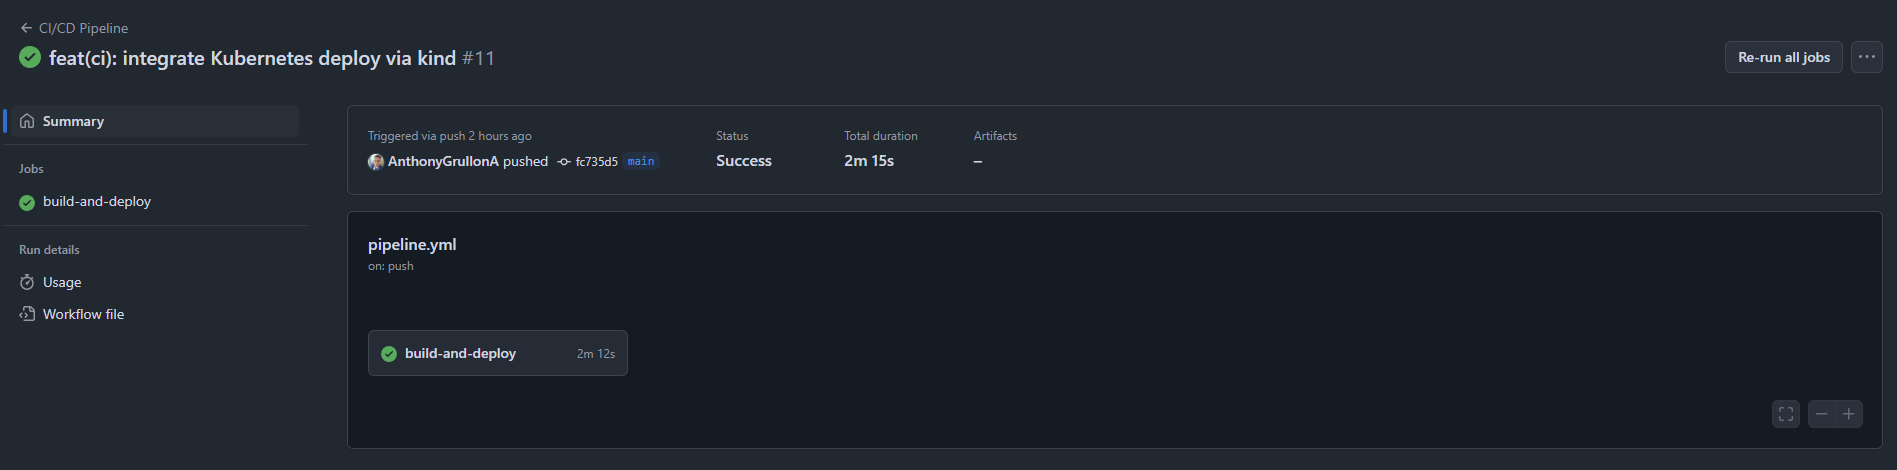 CI/CD Pipeline
feat(ci): integrate Kubernetes deploy via kind #11
Re-run all jobs
Summary
Jobs
build-and-deploy
Run details
Usage
Workflow file
Triggered via push 2 hours ago
AnthonyGrullonA pushed fc735d5 main
Status
Success
Total duration
2m 15s
Artifacts
–
pipeline.yml
on: push
build-and-deploy 2m 12s